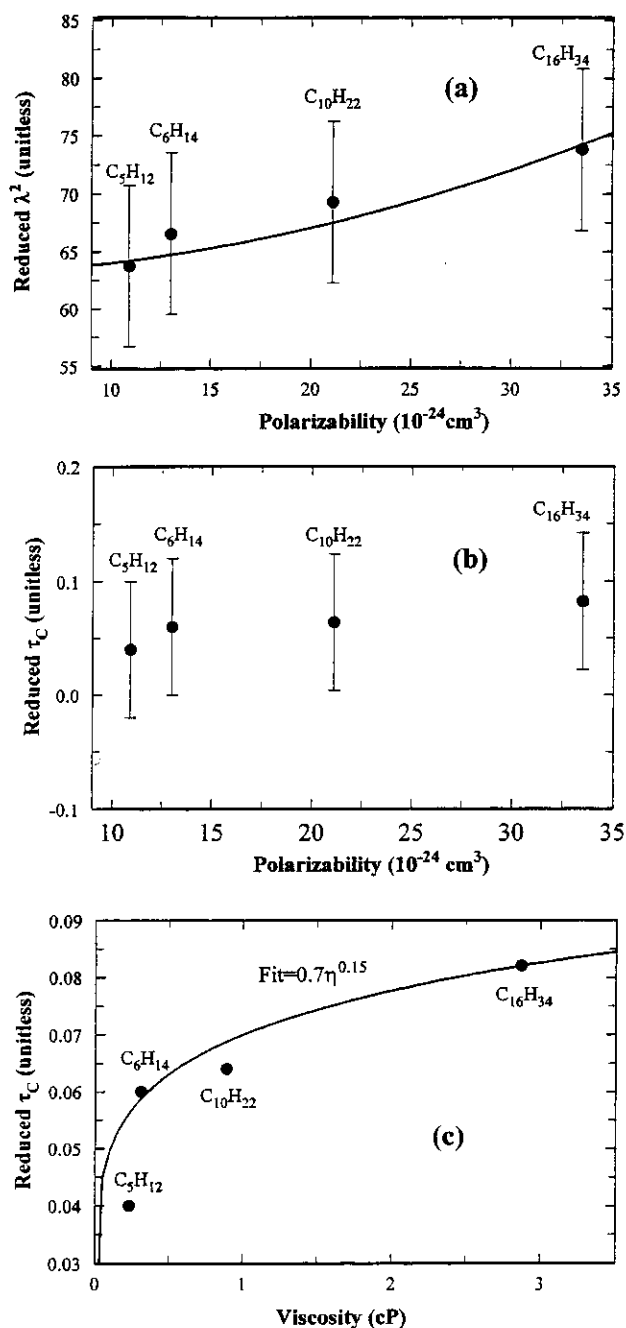 85
80
75
70
65
60
55
Reduced λ² (unitless)
C₅H₁₂
C₆H₁₄
C₁₀H₂₂
C₁₆H₃₄
(a)
10 15 20 25 30 35
Polarizability (10⁻²⁴cm³)
0.2
0.1
0.0
-0.1
Reduced τ_C (unitless)
C₅H₁₂
C₆H₁₄
C₁₀H₂₂
C₁₆H₃₄
(b)
10 15 20 25 30 35
Polarizability (10⁻²⁴ cm³)
0.09
0.08
0.07
0.06
0.05
0.04
0.03
Reduced τ_C (unitless)
Fit=0.7η⁰·¹⁵
C₁₆H₃₄
C₆H₁₄
C₁₀H₂₂
C₅H₁₂
(c)
0 1 2 3
Viscosity (cP)